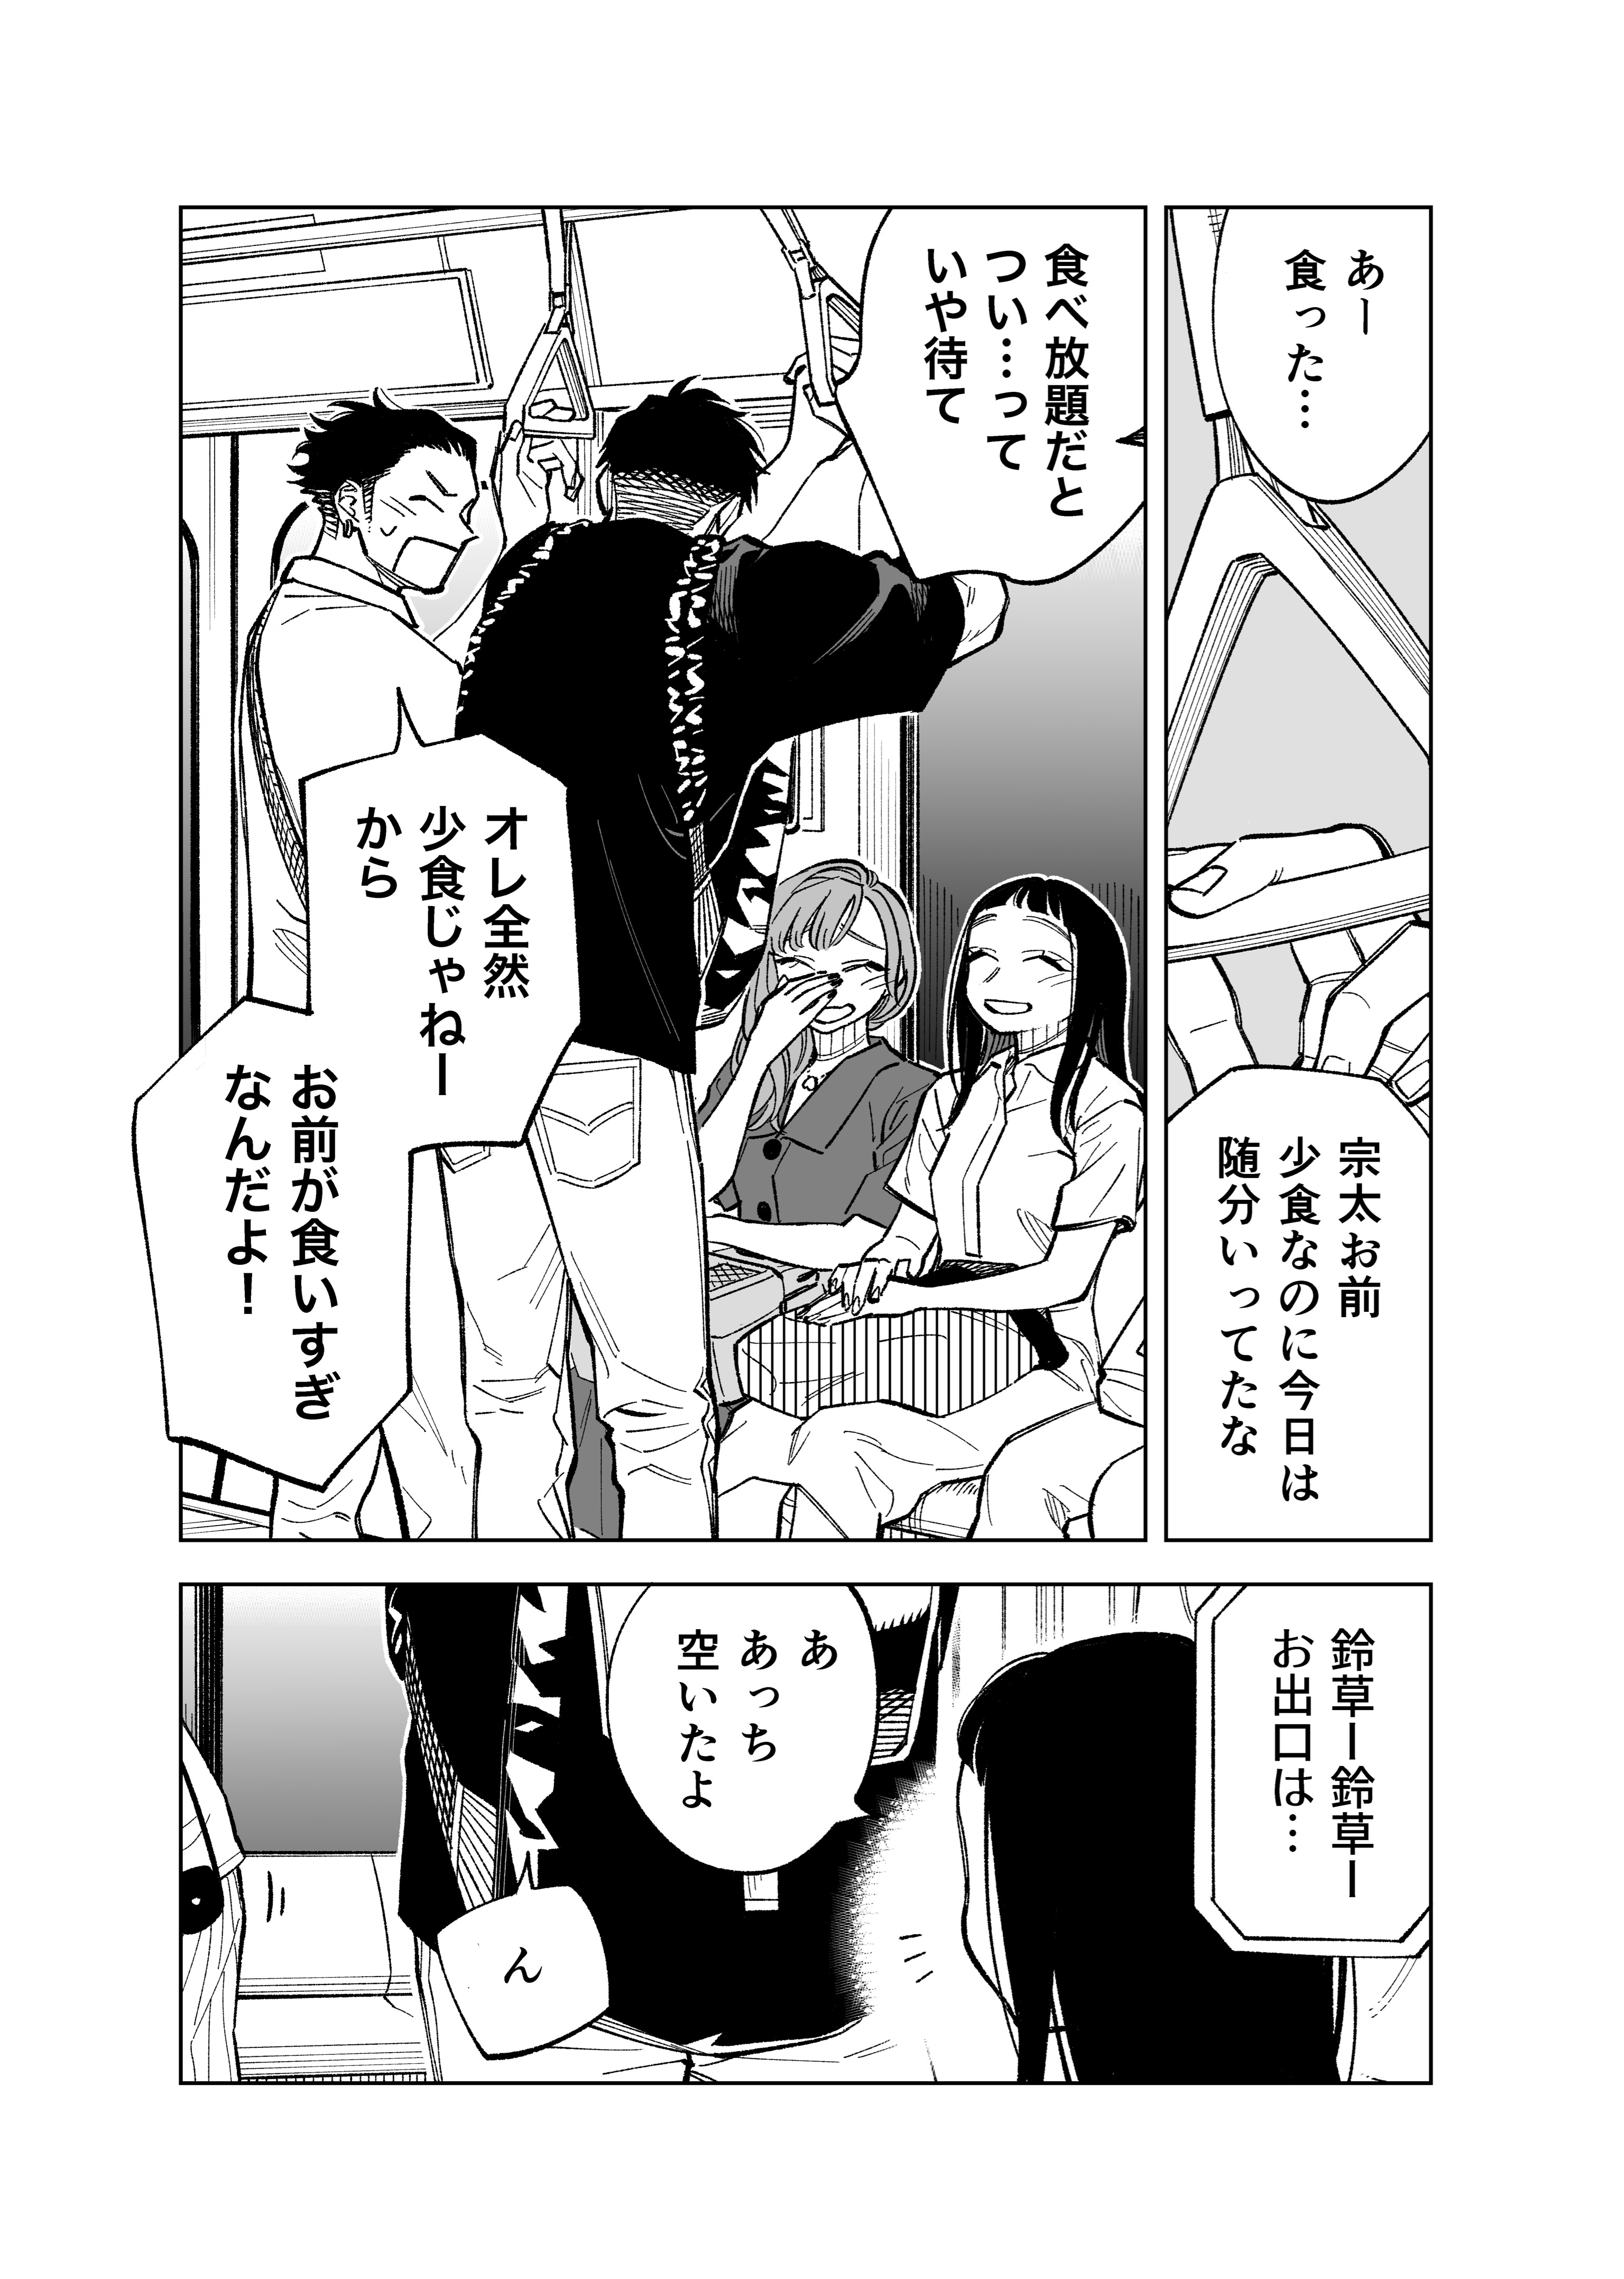 あー
食った…
宗太お前
少食なのに今日は
随分いってたな
食べ放題だと
つい…って
いや待て
オレ全然
少食じゃねー
から
お前が食いすぎ
なんだよ！
鈴草ー鈴草ー
お出口は…
あ
あっち
空いたよ
ん